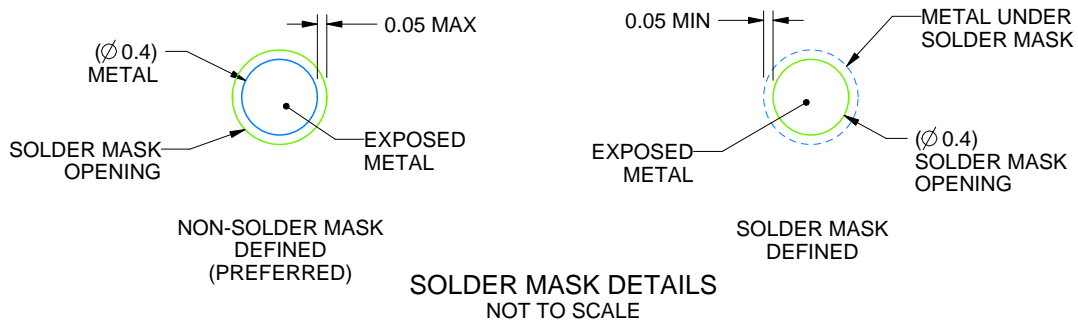 0.05 MAX
(Ø 0.4)
METAL
SOLDER MASK
OPENING
EXPOSED
METAL
NON-SOLDER MASK
DEFINED
(PREFERRED)
0.05 MIN
METAL UNDER
SOLDER MASK
EXPOSED
METAL
(Ø 0.4)
SOLDER MASK
OPENING
SOLDER MASK
DEFINED
SOLDER MASK DETAILS
NOT TO SCALE